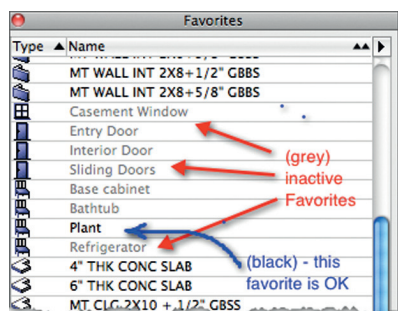 Favorites
Type Name
MT WALL INT 2X8+1/2" GBBS
MT WALL INT 2X8+5/8" GBBS
Casement Window
Entry Door
Interior Door
Sliding Doors
Base cabinet
Bathtub
Plant
Refrigerator
4" THK CONC SLAB
6" THK CONC SLAB
MT CLG 2X10 + 1/2" GBSS
(grey)
inactive
Favorites
(black) - this
favorite is OK